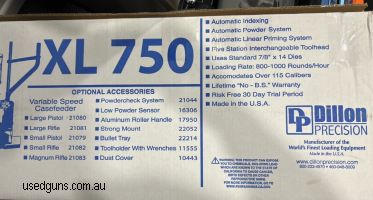 XL 750
OPTIONAL ACCESSORIES
Variable Speed
Casefeeder
• Large Pistol - 21080
• Large Rifle 21081
• Small Pistol - 21079
• Small Rifle 21082
• Magnum Rifle 21083
• Powdercheck System 21044
• Low Powder Sensor 16306
• Aluminum Roller Handle 17950
• Strong Mount 22052
• Bullet Tray 22214
• Toolholder With Wrenches 11555
• Dust Cover 10443
• Automatic Indexing
• Automatic Powder System
• Automatic Linear Priming System
• Five Station Interchangeable Toolhead
• Uses Standard 7/8" x 14 Dies
• Loading Rate: 800-1000 Rounds/Hour
• Accomodates Over 115 Calibers
• Lifetime "No - B.S." Warranty
• Risk Free 30 Day Trial Period
• Made in the U.S.A.
Dillon
PRECISION
Manufacturer of the
World's Finest Loading Equipment
Made in the U.S.A.
www.dillonprecision.com
WARNING
usedguns.com.au